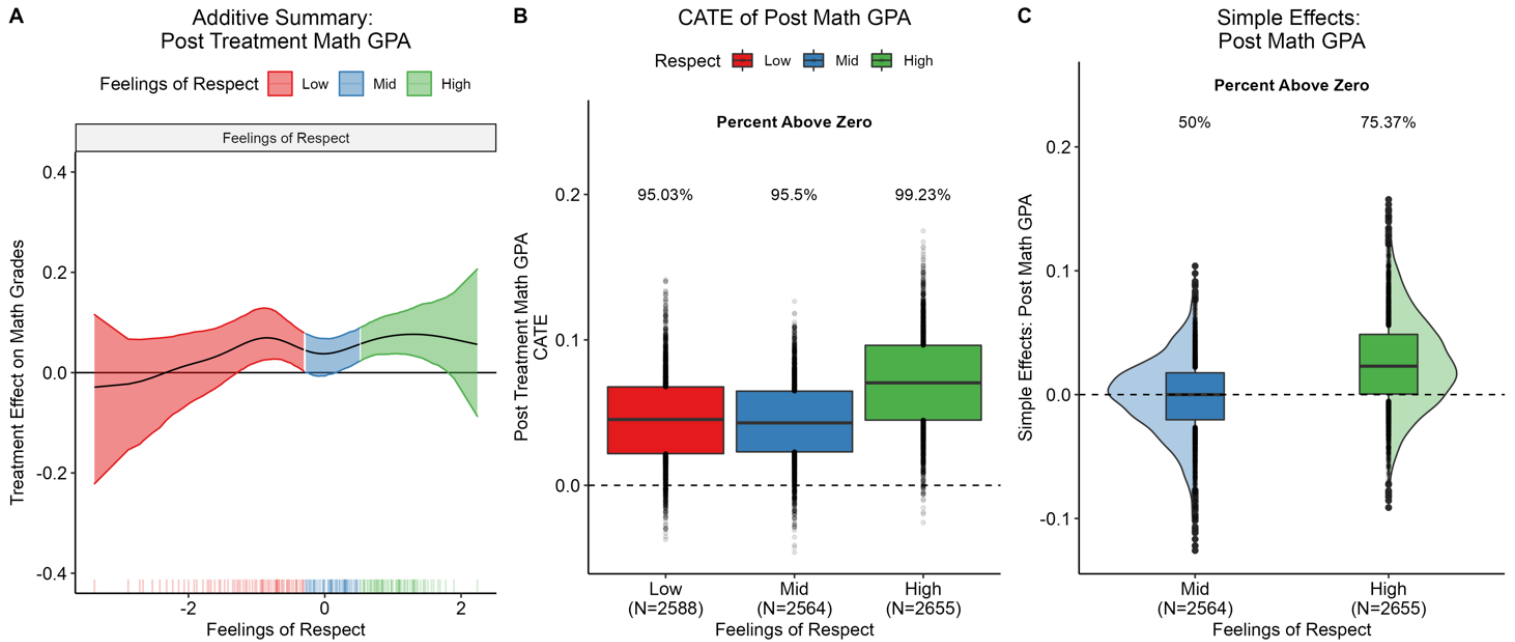 A
Additive Summary:
Post Treatment Math GPA
Feelings of Respect Low Mid High
Feelings of Respect
Treatment Effect on Math Grades
0.4
0.2
0.0
-0.2
-0.4
-2 0 2
Feelings of Respect
B
CATE of Post Math GPA
Respect Low Mid High
Percent Above Zero
95.03% 95.5% 99.23%
Post Treatment Math GPA
CATE
0.2
0.1
0.0
Low Mid High
(N=2588) (N=2564) (N=2655)
Feelings of Respect
C
Simple Effects:
Post Math GPA
Percent Above Zero
50% 75.37%
Simple Effects: Post Math GPA
0.2
0.1
0.0
-0.1
Mid High
(N=2564) (N=2655)
Feelings of Respect